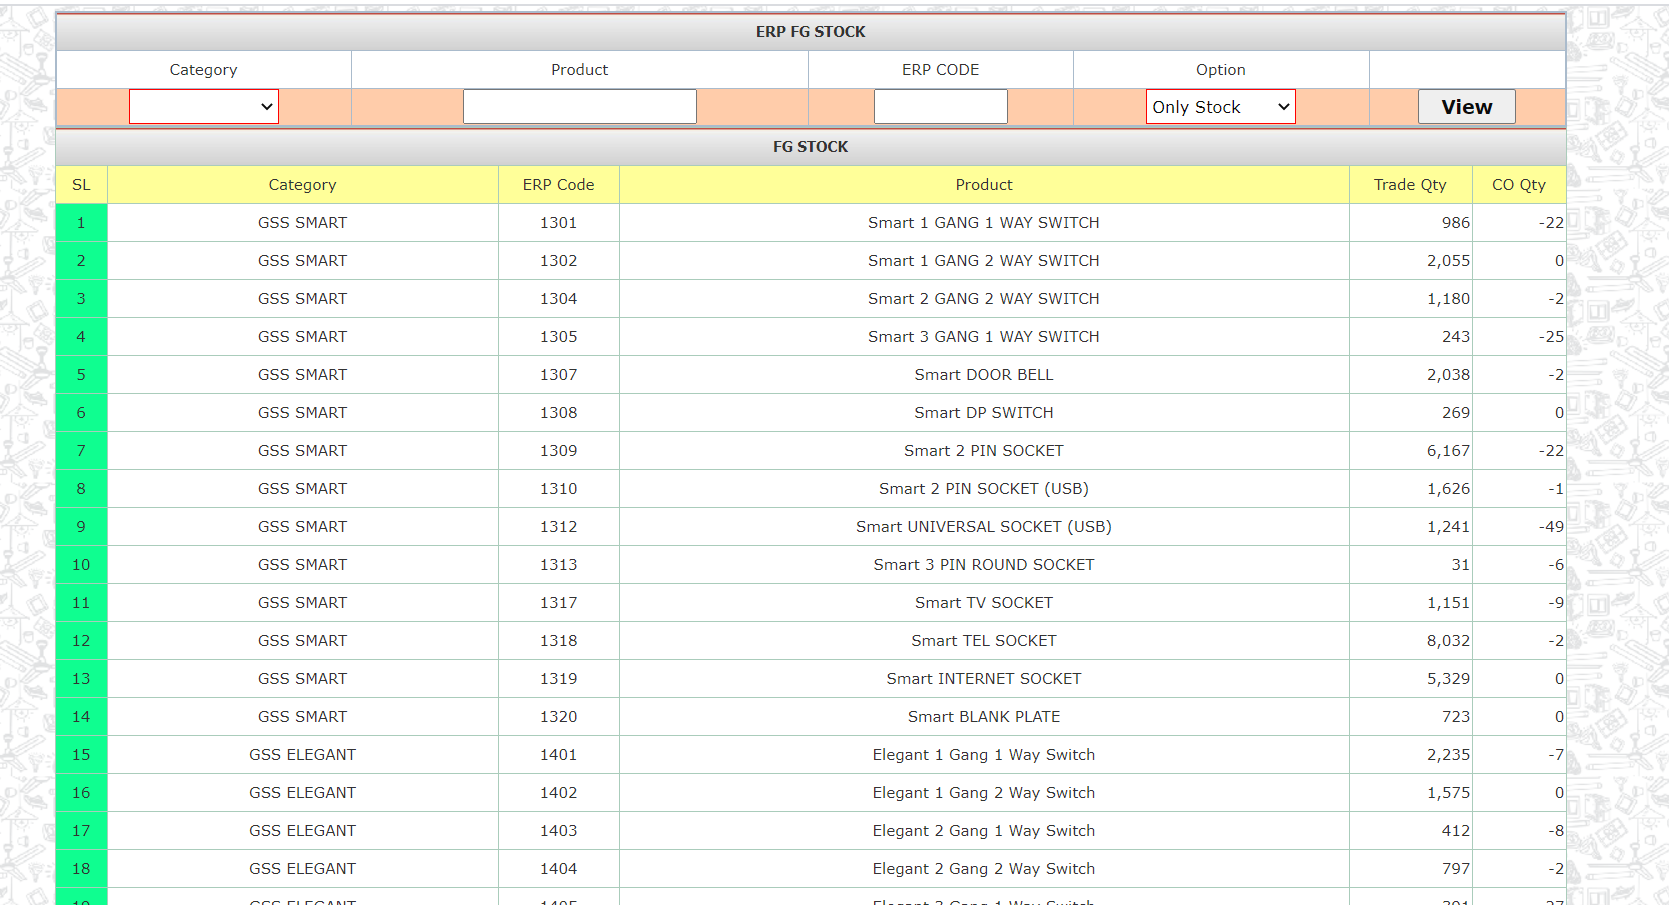 ERP FG STOCK
Category Product ERP CODE Option
Only Stock View
FG STOCK
SL Category ERP Code Product Trade Qty CO Qty
1 GSS SMART 1301 Smart 1 GANG 1 WAY SWITCH 986 -22
2 GSS SMART 1302 Smart 1 GANG 2 WAY SWITCH 2,055 0
3 GSS SMART 1304 Smart 2 GANG 2 WAY SWITCH 1,180 -2
4 GSS SMART 1305 Smart 3 GANG 1 WAY SWITCH 243 -25
5 GSS SMART 1307 Smart DOOR BELL 2,038 -2
6 GSS SMART 1308 Smart DP SWITCH 269 0
7 GSS SMART 1309 Smart 2 PIN SOCKET 6,167 -22
8 GSS SMART 1310 Smart 2 PIN SOCKET (USB) 1,626 -1
9 GSS SMART 1312 Smart UNIVERSAL SOCKET (USB) 1,241 -49
10 GSS SMART 1313 Smart 3 PIN ROUND SOCKET 31 -6
11 GSS SMART 1317 Smart TV SOCKET 1,151 -9
12 GSS SMART 1318 Smart TEL SOCKET 8,032 -2
13 GSS SMART 1319 Smart INTERNET SOCKET 5,329 0
14 GSS SMART 1320 Smart BLANK PLATE 723 0
15 GSS ELEGANT 1401 Elegant 1 Gang 1 Way Switch 2,235 -7
16 GSS ELEGANT 1402 Elegant 1 Gang 2 Way Switch 1,575 0
17 GSS ELEGANT 1403 Elegant 2 Gang 1 Way Switch 412 -8
18 GSS ELEGANT 1404 Elegant 2 Gang 2 Way Switch 797 -2